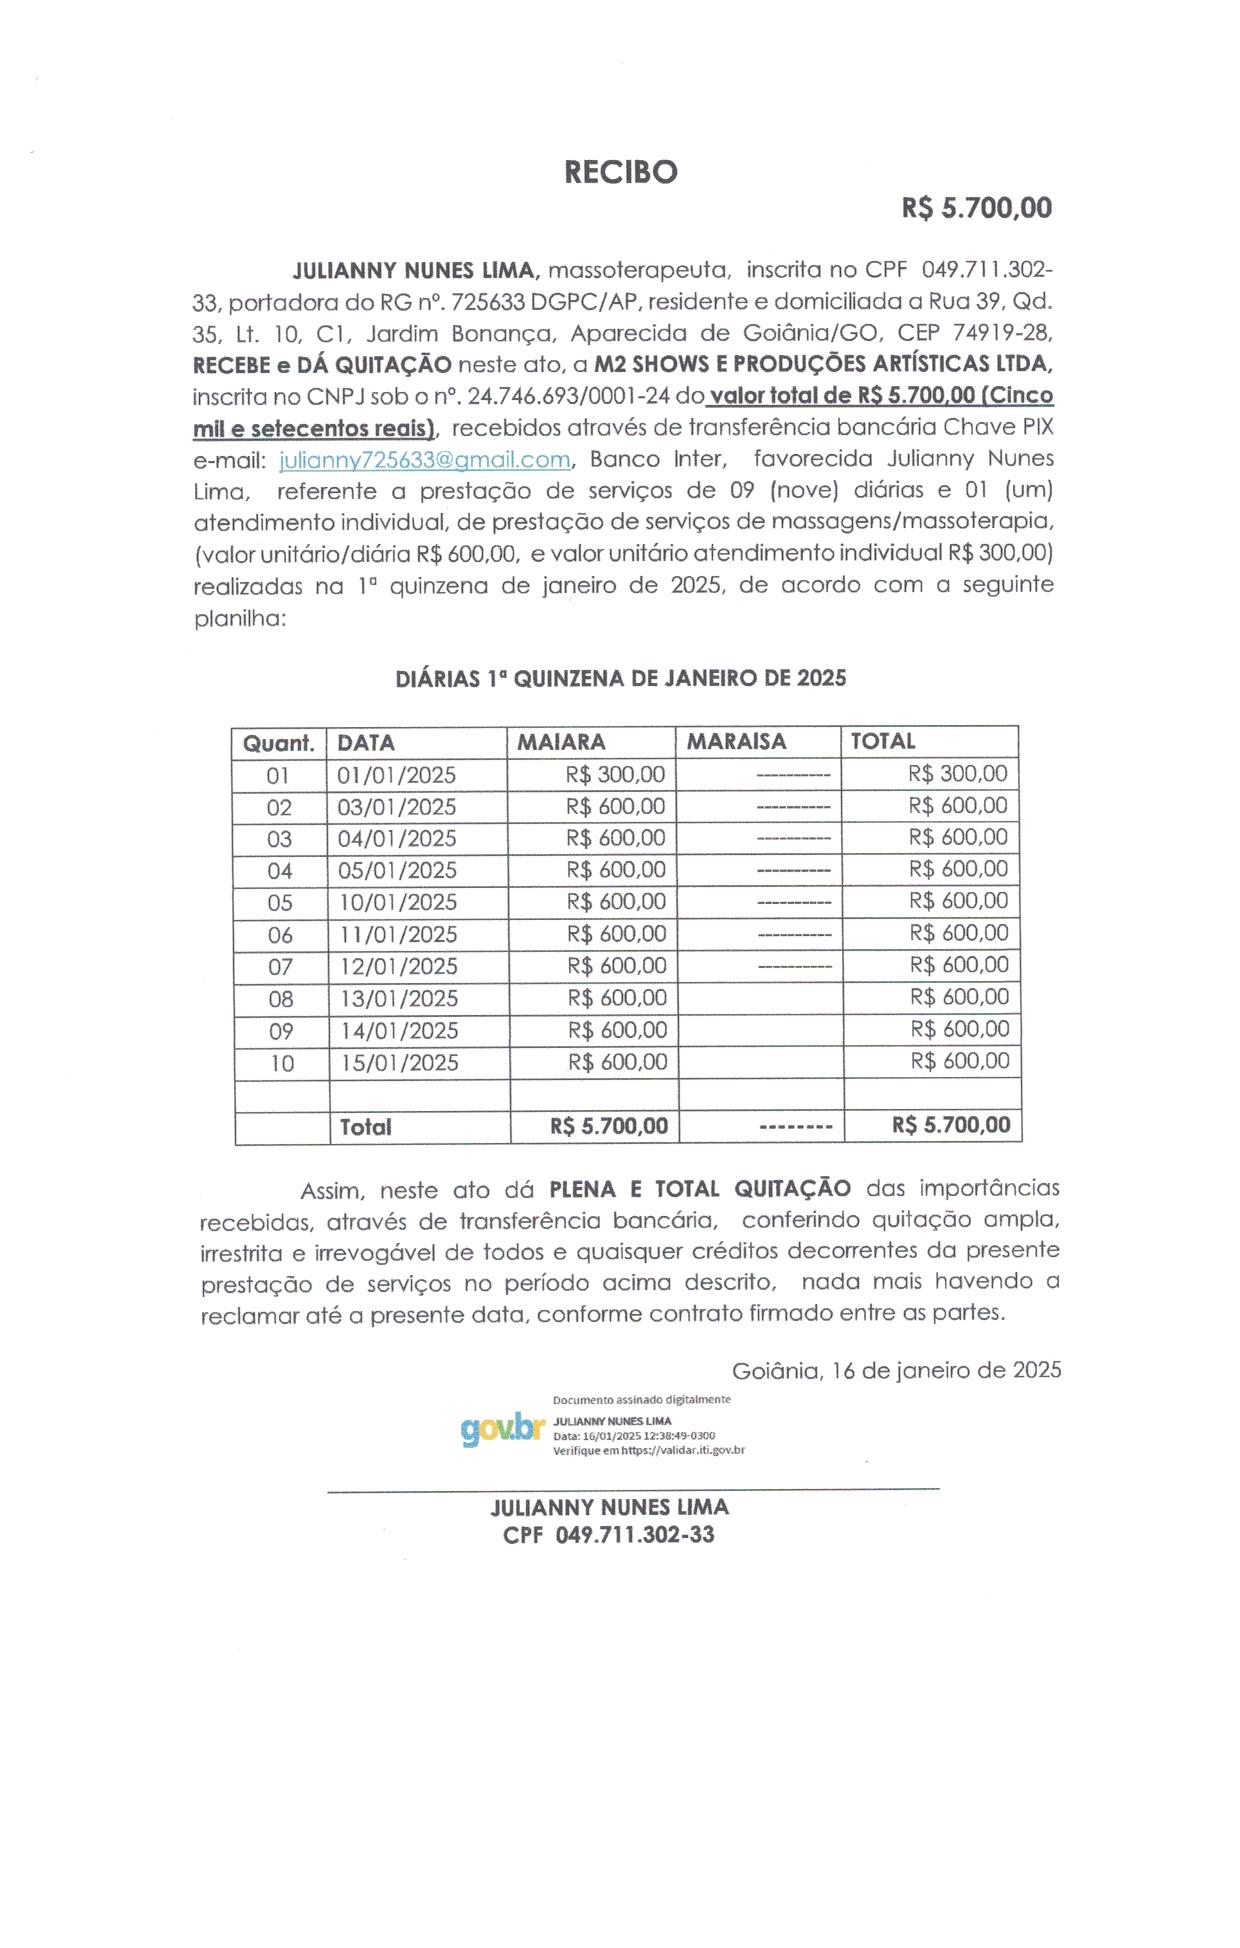 RECIBO
R$ 5.700,00
JULIANNY NUNES LIMA, massoterapeuta, inscrita no CPF 049.711.302-
33, portadora do RG nº. 725633 DGPC/AP, residente e domiciliada a Rua 39, Qd.
35, Lt. 10, C1, Jardim Bonança, Aparecida de Goiânia/GO, CEP 74919-28,
RECEBE e DÁ QUITAÇÃO neste ato, a M2 SHOWS E PRODUÇÕES ARTÍSTICAS LTDA,
inscrita no CNPJ sob o nº. 24.746.693/0001-24 do valor total de R$ 5.700,00 (Cinco
mil e setecentos reais), recebidos através de transferência bancária Chave PIX
e-mail: julianny725633@gmail.com, Banco Inter, favorecida Julianny Nunes
Lima, referente a prestação de serviços de 09 (nove) diárias e 01 (um)
atendimento individual, de prestação de serviços de massagens/massoterapia,
(valor unitário/diária R$ 600,00, e valor unitário atendimento individual R$ 300,00)
realizadas na 1ª quinzena de janeiro de 2025, de acordo com a seguinte
planilha:
DIÁRIAS 1ª QUINZENA DE JANEIRO DE 2025
Quant. DATA MAIARA MARAISA TOTAL
01 01/01/2025 R$ 300,00 ---------- R$ 300,00
02 03/01/2025 R$ 600,00 ---------- R$ 600,00
03 04/01/2025 R$ 600,00 ---------- R$ 600,00
04 05/01/2025 R$ 600,00 ---------- R$ 600,00
05 10/01/2025 R$ 600,00 ---------- R$ 600,00
06 11/01/2025 R$ 600,00 ---------- R$ 600,00
07 12/01/2025 R$ 600,00 ---------- R$ 600,00
08 13/01/2025 R$ 600,00 R$ 600,00
09 14/01/2025 R$ 600,00 R$ 600,00
10 15/01/2025 R$ 600,00 R$ 600,00
Total R$ 5.700,00 -------- R$ 5.700,00
Assim, neste ato dá PLENA E TOTAL QUITAÇÃO das importâncias
recebidas, através de transferência bancária, conferindo quitação ampla,
irrestrita e irrevogável de todos e quaisquer créditos decorrentes da presente
prestação de serviços no período acima descrito, nada mais havendo a
reclamar até a presente data, conforme contrato firmado entre as partes.
Goiânia, 16 de janeiro de 2025
Documento assinado digitalmente
gov.br JULIANNY NUNES LIMA
Data: 16/01/2025 12:38:49-0300
Verifique em https://validar.iti.gov.br
JULIANNY NUNES LIMA
CPF 049.711.302-33